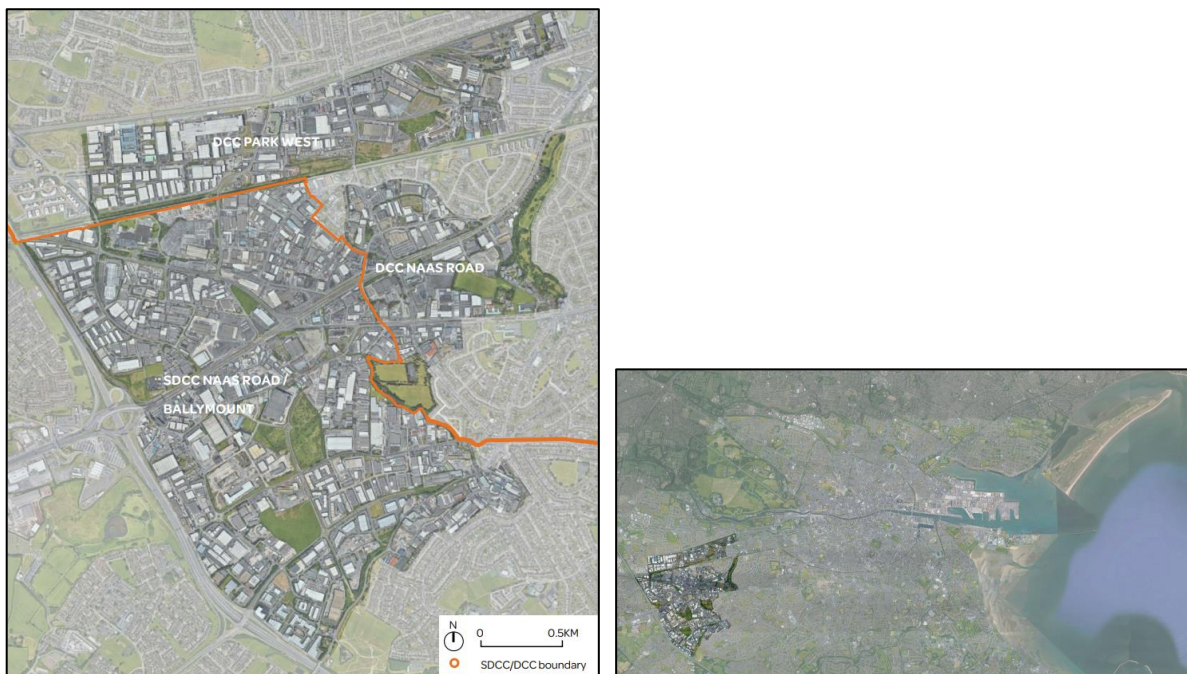 DCC PARK WEST
DCC NAAS ROAD
SDCC NAAS ROAD /
BALLYMOUNT
N
0 0.5KM
SDCC/DCC boundary